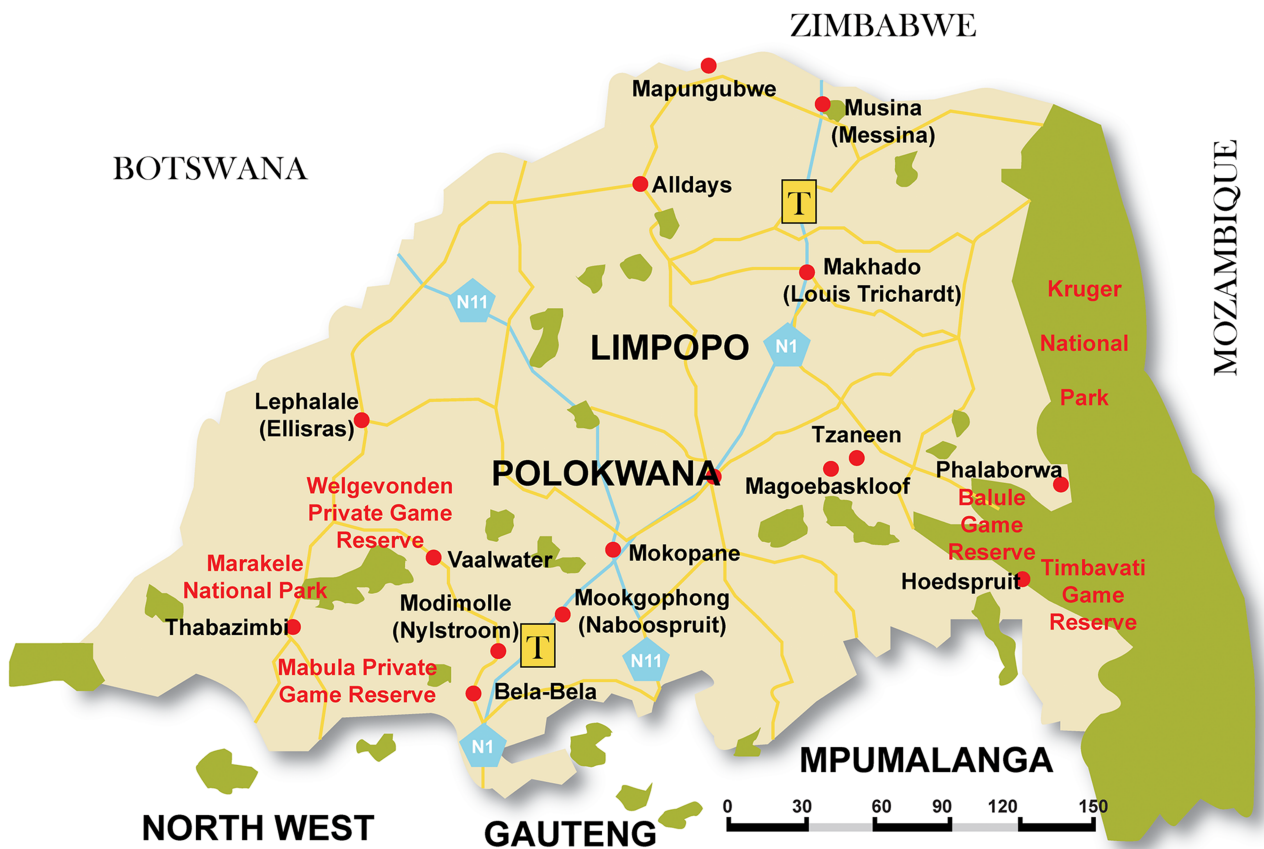 ZIMBABWE
Mapungubwe
Musina
(Messina)
BOTSWANA
MOZAMBIQUE
Alldays
T
Makhado
(Louis Trichardt)
N11
Kruger
National
Park
LIMPOPO
N1
Lephalale
(Ellisras)
Tzaneen
POLOKWANA
Magoebaskloof
Phalaborwa
Welgevonden
Private Game
Reserve
Balule
Game
Reserve
Marakele
National Park
Vaalwater
Mokopane
Hoedspruit
Timbavati
Game
Reserve
Modimolle
(Nylstroom)
Mookgophong
(Naboospruit)
Thabazimbi
T
N11
Mabula Private
Game Reserve
Bela-Bela
N1
MPUMALANGA
NORTH WEST
GAUTENG
0 30 60 90 120 150